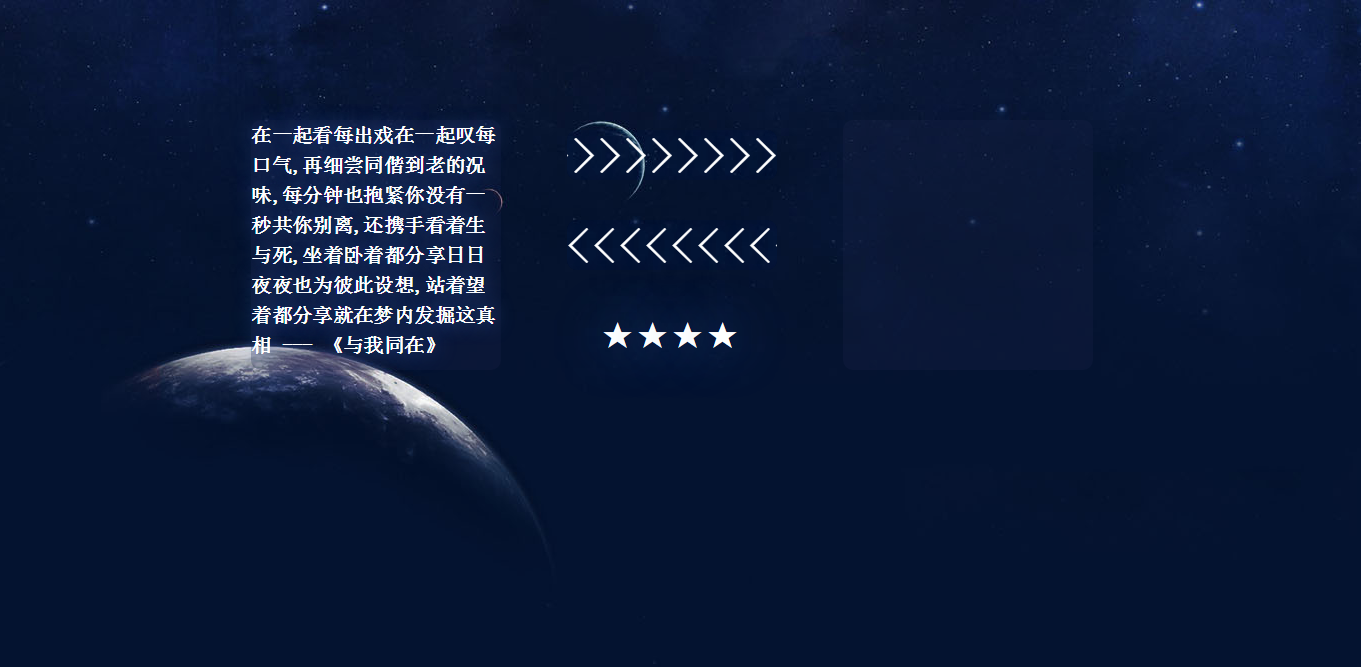 在一起看每出戏在一起叹每
口气, 再细尝同偕到老的况
味, 每分钟也抱紧你没有一
秒共你别离, 还携手看着生
与死, 坐着卧着都分享日日
夜夜也为彼此设想, 站着望
着都分享就在梦内发掘这真
相 —— 《与我同在》